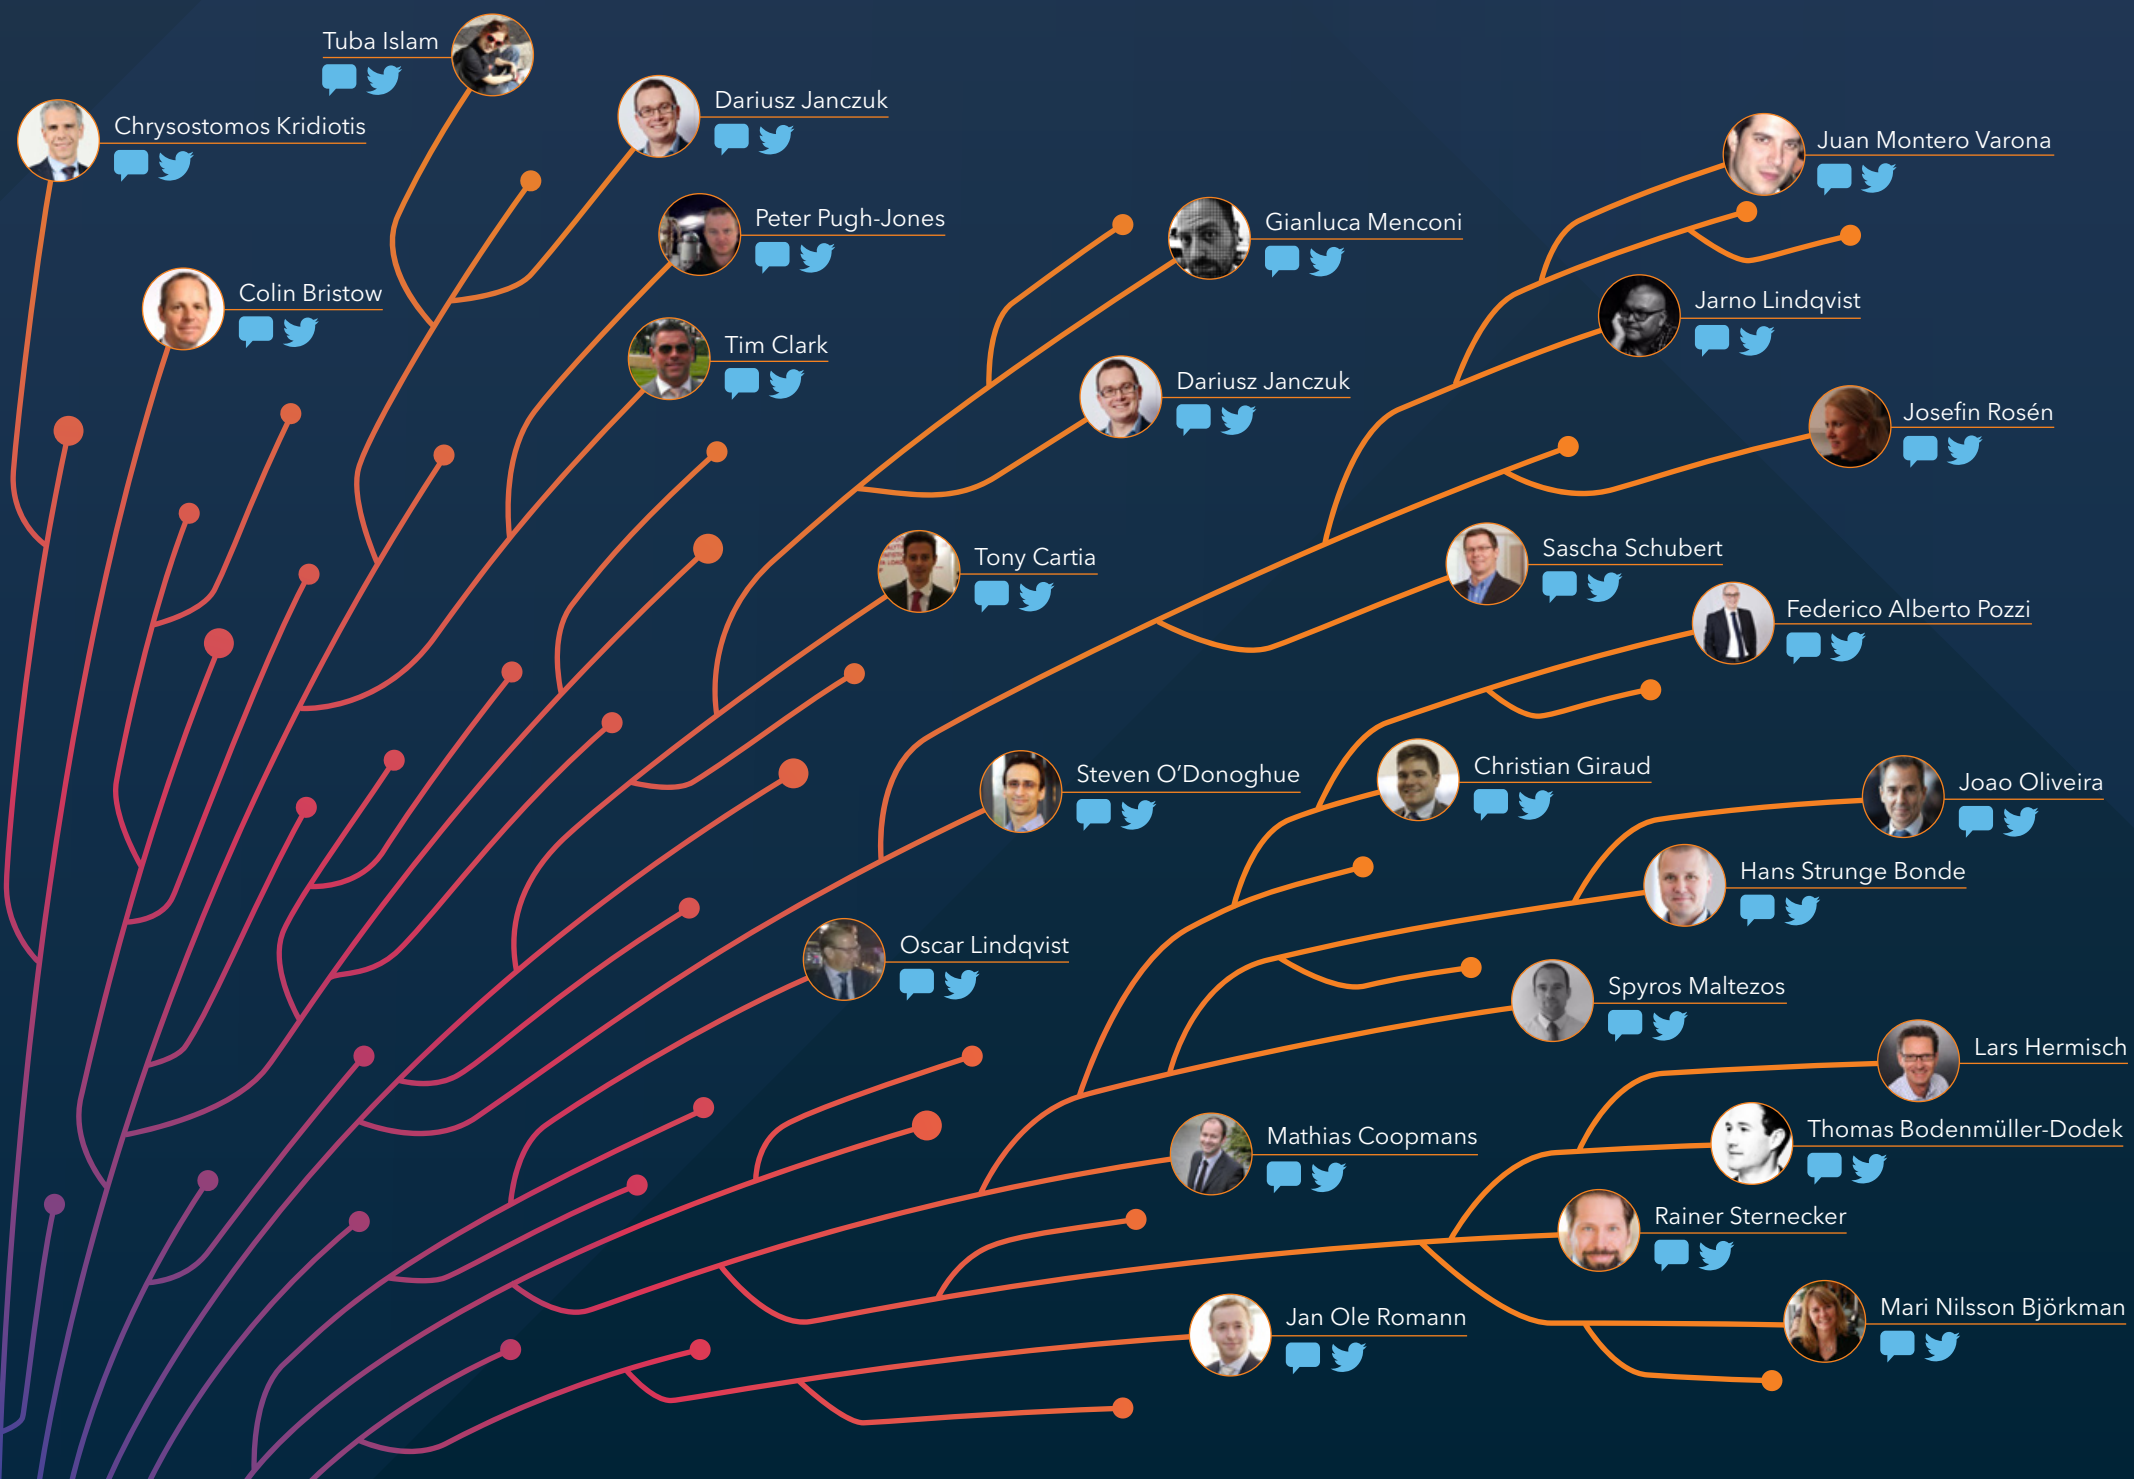 Tuba Islam
Dariusz Janczuk
Chrysostomos Kridiotis
Juan Montero Varona
Peter Pugh-Jones
Gianluca Menconi
Colin Bristow
Jarno Lindqvist
Tim Clark
Dariusz Janczuk
Josefin Rosén
Sascha Schubert
Tony Cartia
Federico Alberto Pozzi
Christian Giraud
Steven O’Donoghue
Joao Oliveira
Hans Strunge Bonde
Oscar Lindqvist
Spyros Maltezos
Lars Hermisch
Thomas Bodenmüller-Dodek
Mathias Coopmans
Rainer Sternecker
Mari Nilsson Björkman
Jan Ole Romann